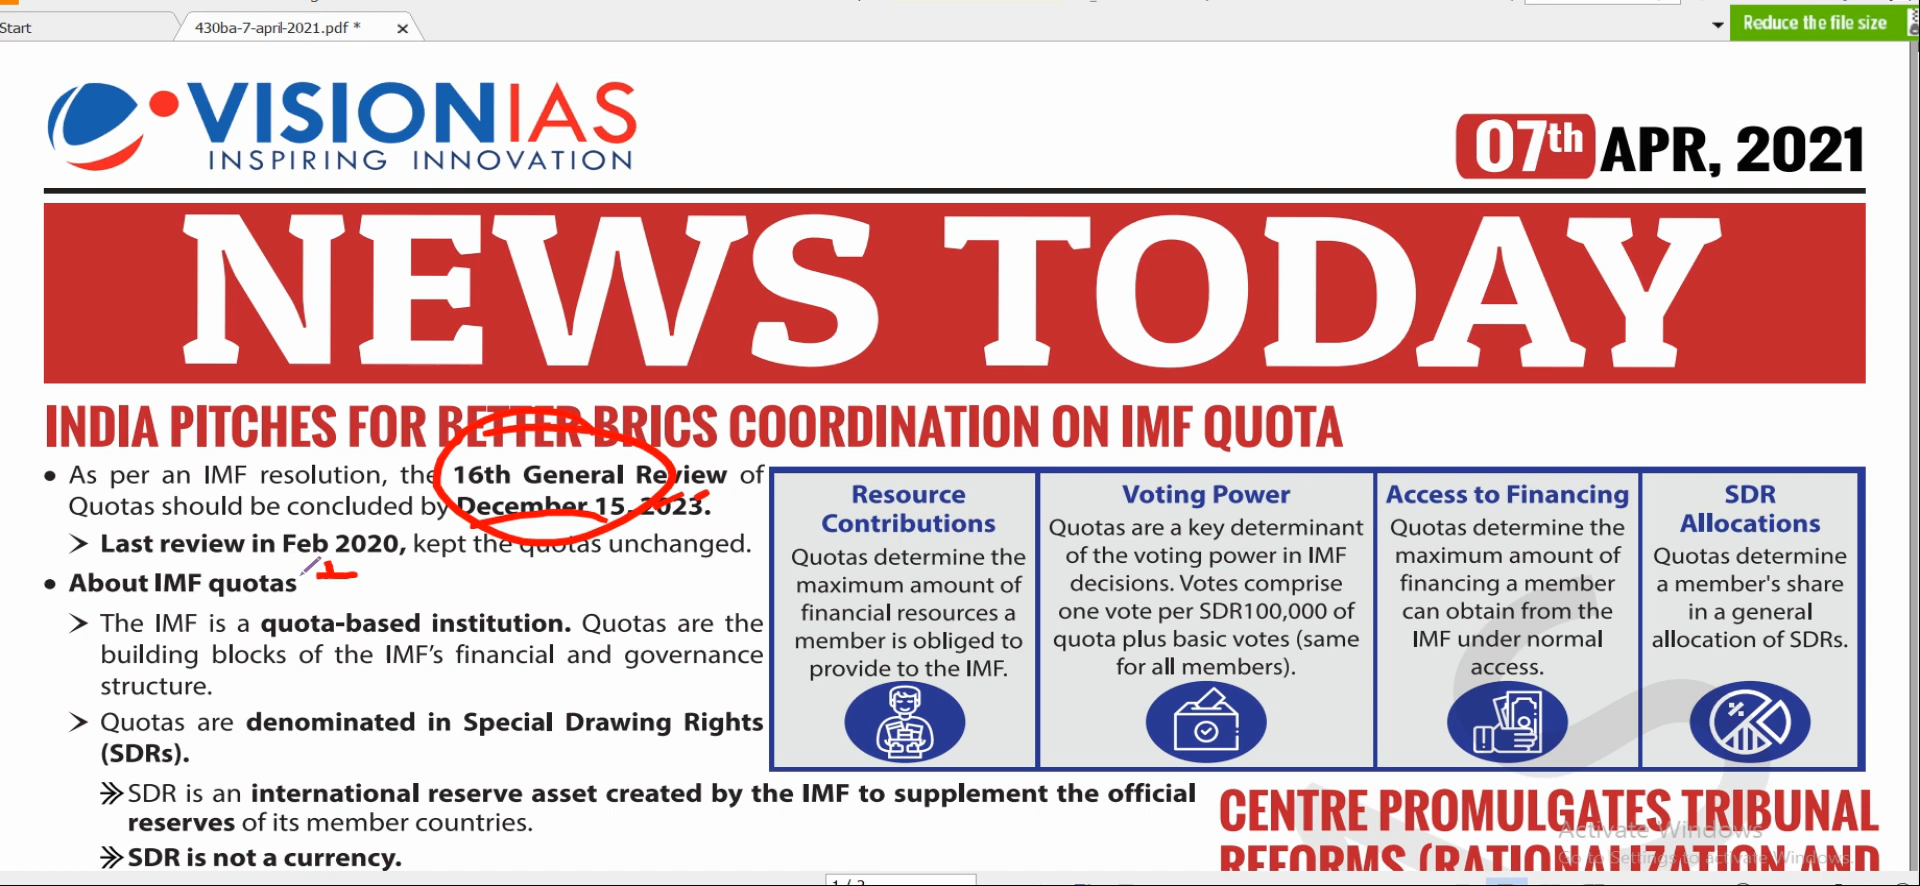 Start
430ba-7-april-2021.pdf *
Reduce the file size
VISIONIAS
INSPIRING INNOVATION
07th APR, 2021
NEWS TODAY
INDIA PITCHES FOR BETTER BRICS COORDINATION ON IMF QUOTA
• As per an IMF resolution, the 16th General Review of
Quotas should be concluded by December 15, 2023.
➤ Last review in Feb 2020, kept the quotas unchanged.
• About IMF quotas
➤ The IMF is a quota-based institution. Quotas are the
building blocks of the IMF's financial and governance
structure.
➤ Quotas are denominated in Special Drawing Rights
(SDRs).
SDR is an international reserve asset created by the IMF to supplement the official
reserves of its member countries.
SDR is not a currency.
Resource
Contributions
Quotas determine the
maximum amount of
financial resources a
member is obliged to
provide to the IMF.
Voting Power
Quotas are a key determinant
of the voting power in IMF
decisions. Votes comprise
one vote per SDR100,000 of
quota plus basic votes (same
for all members).
Access to Financing
Quotas determine the
maximum amount of
financing a member
can obtain from the
IMF under normal
access.
SDR
Allocations
Quotas determine
a member's share
in a general
allocation of SDRs.
CENTRE PROMULGATES TRIBUNAL
REFORMS (RATIONALIZATION AND
Activate Windows
Go to Settings to activate Windows.